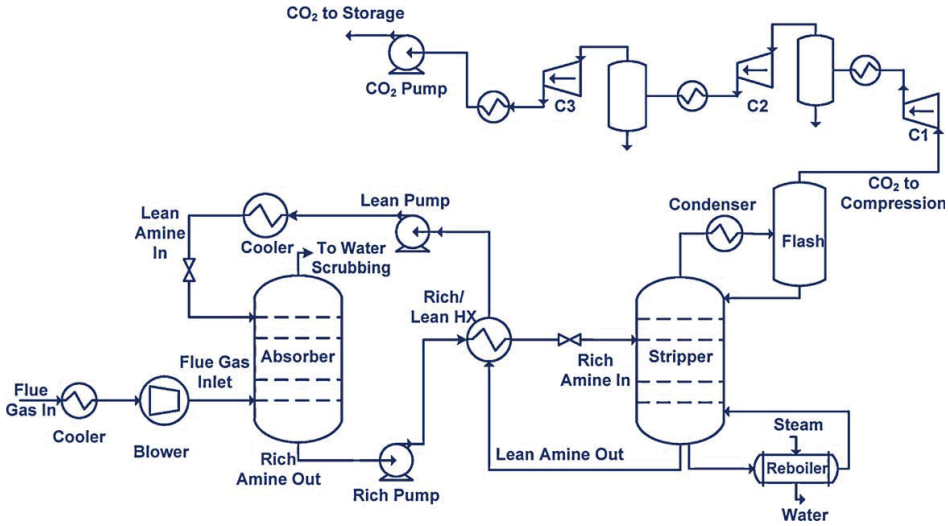 CO₂ to Storage
CO₂ Pump
C3
C2
C1
CO₂ to
Compression
Lean
Amine
In
Cooler
Lean Pump
To Water
Scrubbing
Condenser
Flash
Rich/
Lean HX
Absorber
Flue Gas
Inlet
Stripper
Rich
Amine In
Flue
Gas In
Cooler
Blower
Rich
Amine Out
Rich Pump
Lean Amine Out
Steam
Reboiler
Water